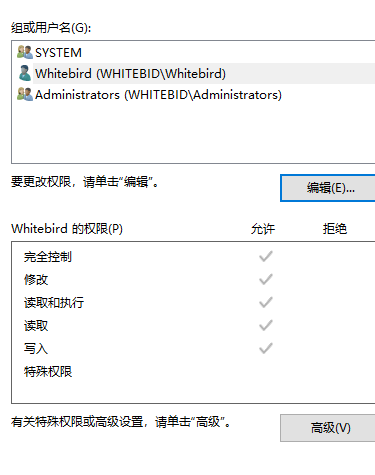 组或用户名(G):
SYSTEM
Whitebird (WHITEBID\Whitebird)
Administrators (WHITEBID\Administrators)
要更改权限，请单击“编辑”。
编辑(E)...
Whitebird 的权限(P) 允许 拒绝
完全控制
修改
读取和执行
读取
写入
特殊权限
有关特殊权限或高级设置，请单击“高级”。
高级(V)